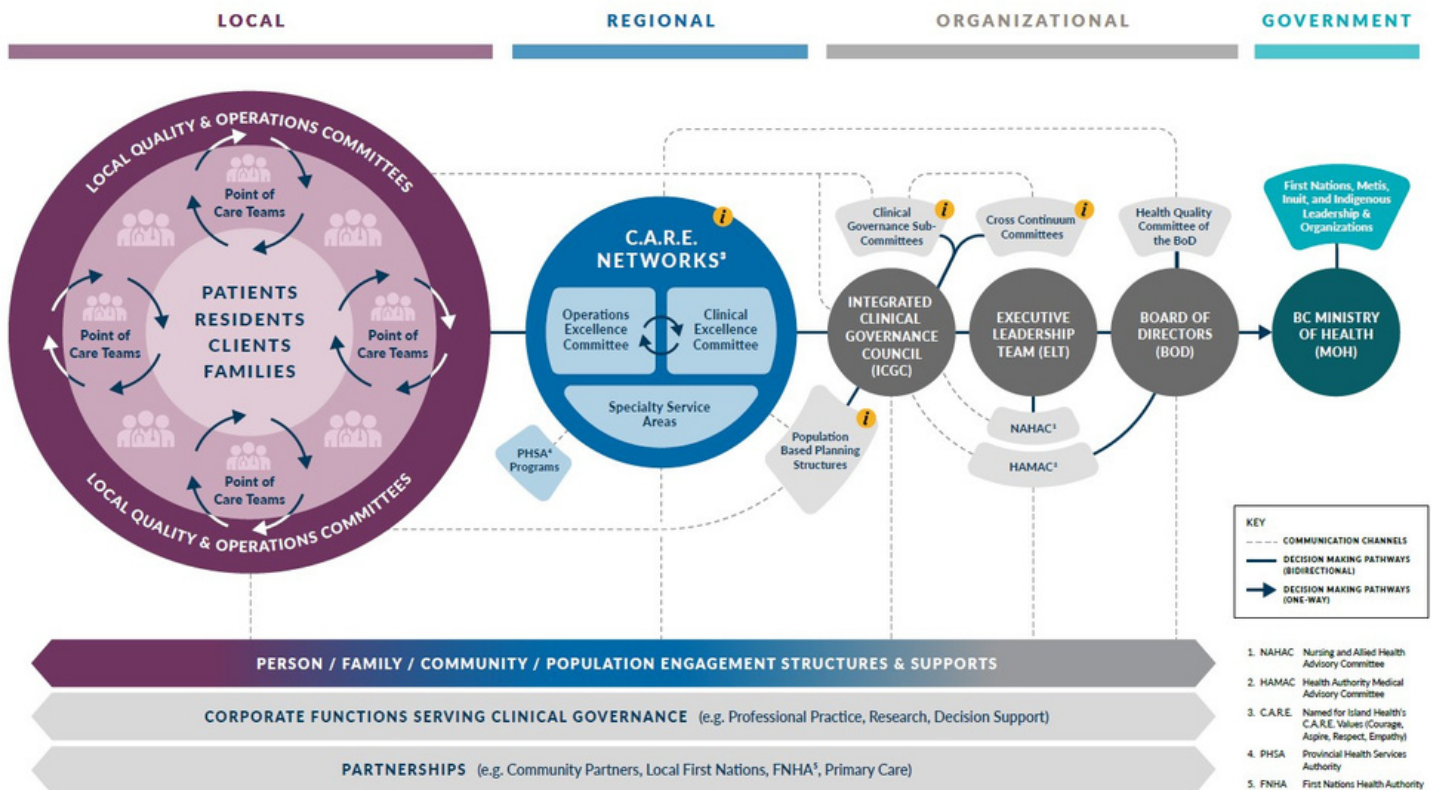 LOCAL
REGIONAL
ORGANIZATIONAL
GOVERNMENT
LOCAL QUALITY & OPERATIONS COMMITTEES
Point of
Care Teams
Point of
Care Teams
PATIENTS
RESIDENTS
CLIENTS
FAMILIES
Point of
Care Teams
Point of
Care Teams
LOCAL QUALITY & OPERATIONS COMMITTEES
i
C.A.R.E.
NETWORKS³
Operations
Excellence
Committee
Clinical
Excellence
Committee
Specialty Service
Areas
PHSA⁴
Programs
i
Population
Based Planning
Structures
i
Clinical
Governance Sub-
Committees
i
Cross Continuum
Committees
Health Quality
Committee
of the BoD
First Nations, Metis,
Inuit, and Indigenous
Leadership &
Organizations
INTEGRATED
CLINICAL
GOVERNANCE
COUNCIL
(ICGC)
EXECUTIVE
LEADERSHIP
TEAM (ELT)
BOARD OF
DIRECTORS
(BOD)
BC MINISTRY
OF HEALTH
(MOH)
NAHAC¹
HAMAC²
KEY
COMMUNICATION CHANNELS
DECISION MAKING PATHWAYS
(BIDIRECTIONAL)
DECISION MAKING PATHWAYS
(ONE-WAY)
PERSON / FAMILY / COMMUNITY / POPULATION ENGAGEMENT STRUCTURES & SUPPORTS
CORPORATE FUNCTIONS SERVING CLINICAL GOVERNANCE (e.g. Professional Practice, Research, Decision Support)
PARTNERSHIPS (e.g. Community Partners, Local First Nations, FNHA⁵, Primary Care)
1. NAHAC Nursing and Allied Health
Advisory Committee
2. HAMAC Health Authority Medical
Advisory Committee
3. C.A.R.E. Named for Island Health's
C.A.R.E. Values (Courage,
Aspire, Respect, Empathy)
4. PHSA Provincial Health Services
Authority
5. FNHA First Nations Health Authority